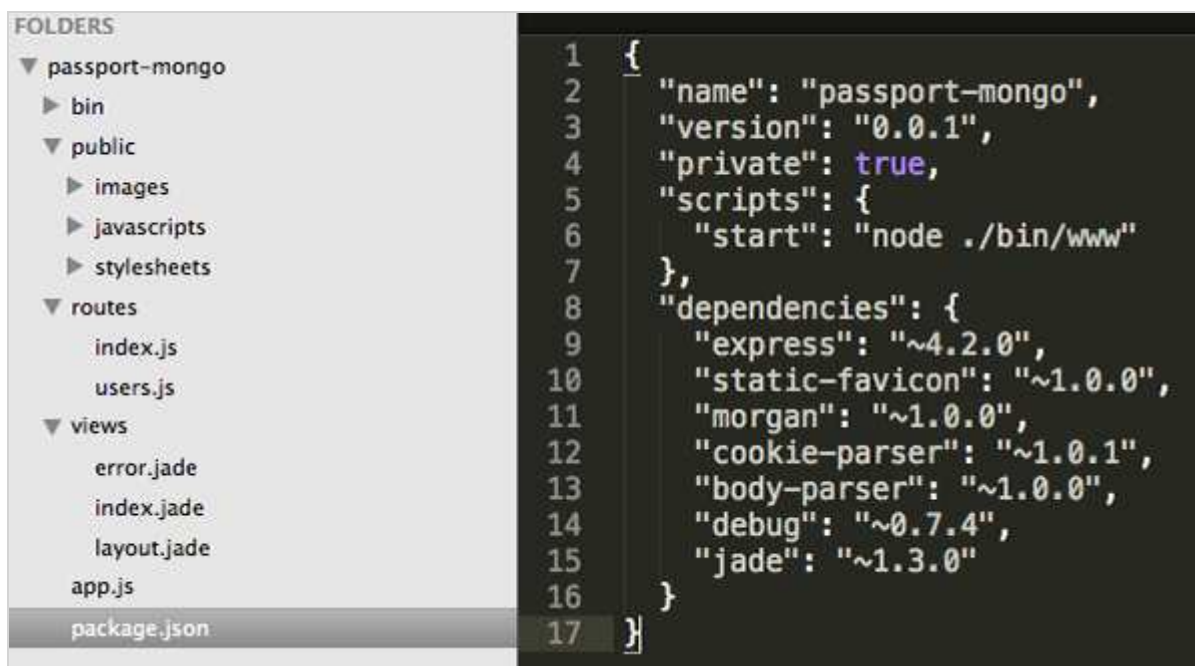 FOLDERS
passport-mongo
bin
public
images
javascripts
stylesheets
routes
index.js
users.js
views
error.jade
index.jade
layout.jade
app.js
package.json
1 {
2 "name": "passport-mongo",
3 "version": "0.0.1",
4 "private": true,
5 "scripts": {
6 "start": "node ./bin/www"
7 },
8 "dependencies": {
9 "express": "~4.2.0",
10 "static-favicon": "~1.0.0",
11 "morgan": "~1.0.0",
12 "cookie-parser": "~1.0.1",
13 "body-parser": "~1.0.0",
14 "debug": "~0.7.4",
15 "jade": "~1.3.0"
16 }
17 }